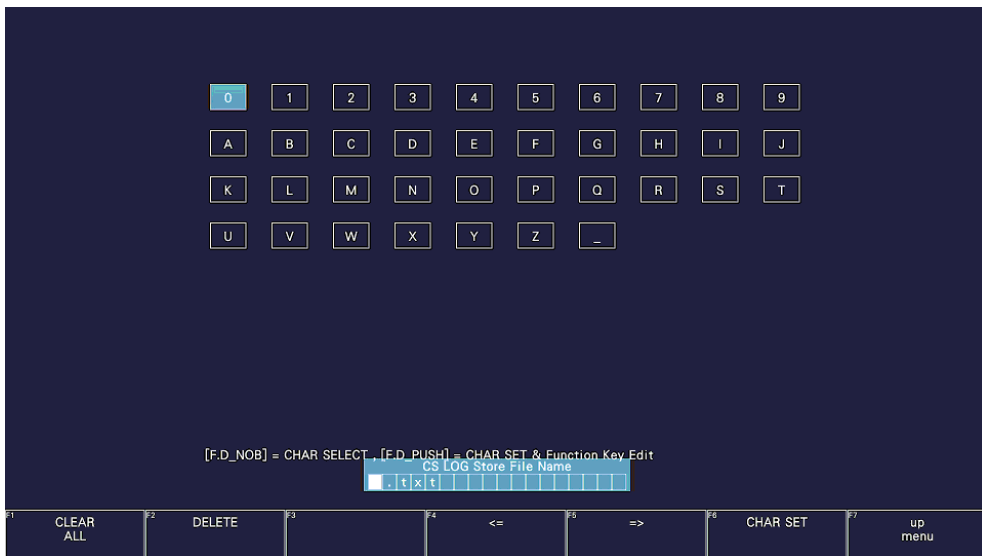 0 1 2 3 4 5 6 7 8 9
A B C D E F G H I J
K L M N O P Q R S T
U V W X Y Z _
[F.D_NOB] = CHAR SELECT , [F.D_PUSH] = CHAR SET & Function Key Edit
CS LOG Store File Name
.txt
F1 CLEAR ALL
F2 DELETE
F3
F4 <=
F5 =>
F6 CHAR SET
F7 up menu